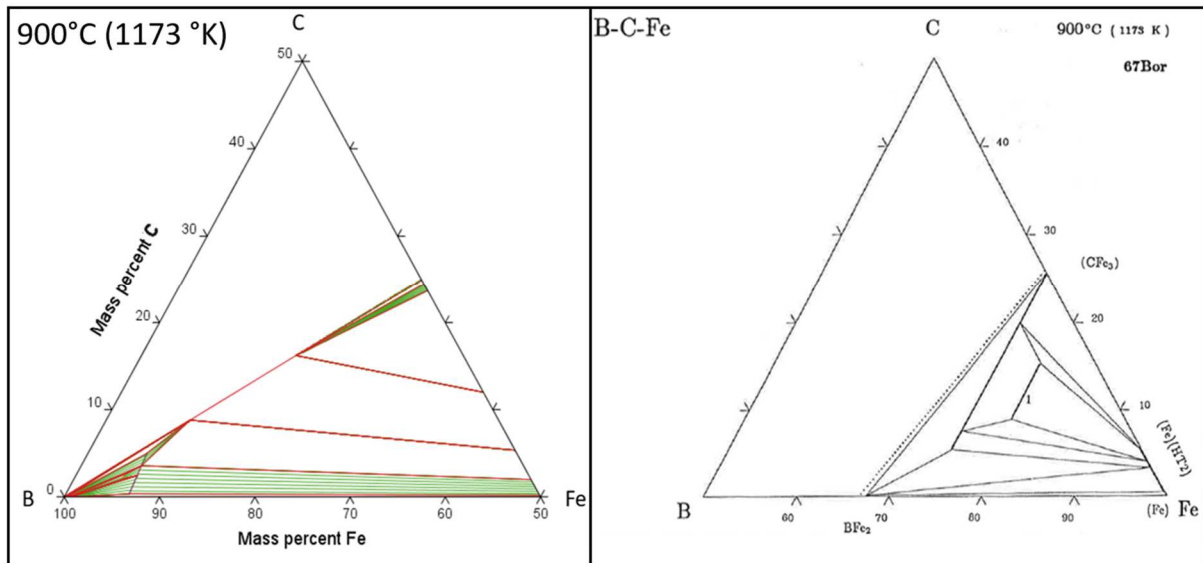 900°C (1173 °K)
C
50
40
30
20
10
0
Mass percent C
B
Fe
100
90
80
70
60
50
Mass percent Fe
B-C-Fe
C
900°C ( 1173 K )
67Bor
40
30
(CFe₃)
20
10
1
(Fe)(HT2)
B
60
70
80
90
(Fe)
Fe
BFe₂